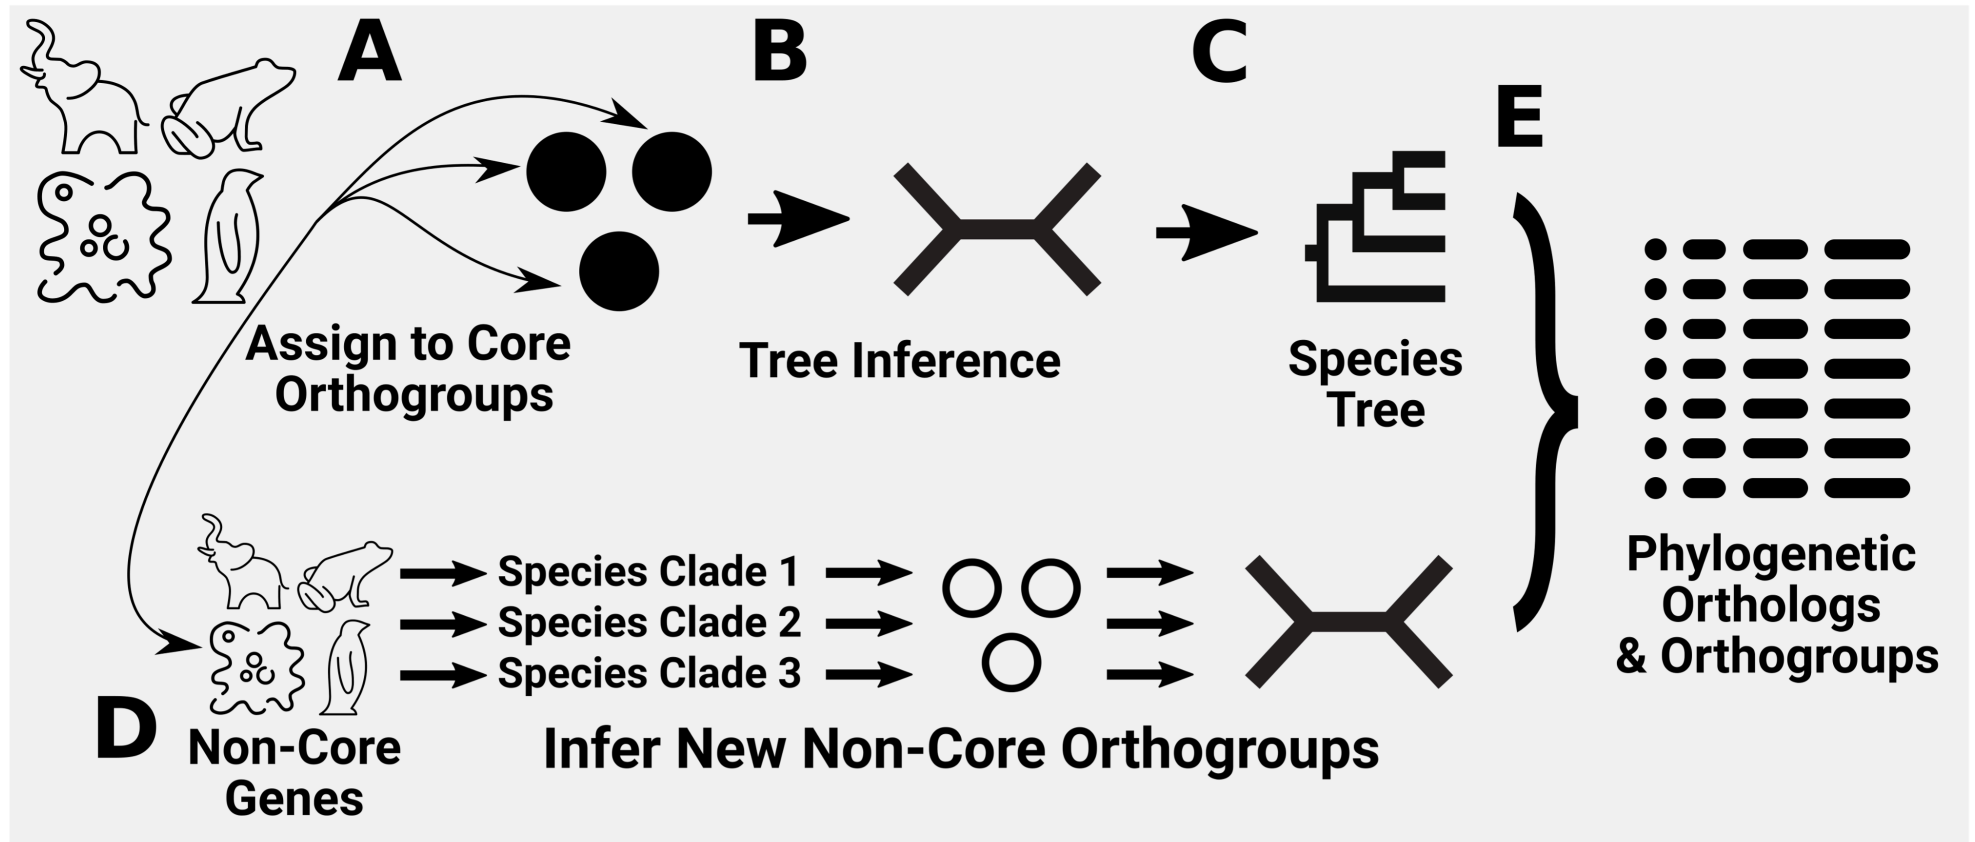 A
B
C
E
Assign to Core
Orthogroups
Tree Inference
Species
Tree
Species Clade 1
Species Clade 2
Species Clade 3
Phylogenetic
Orthologs
& Orthogroups
D
Non-Core
Genes
Infer New Non-Core Orthogroups